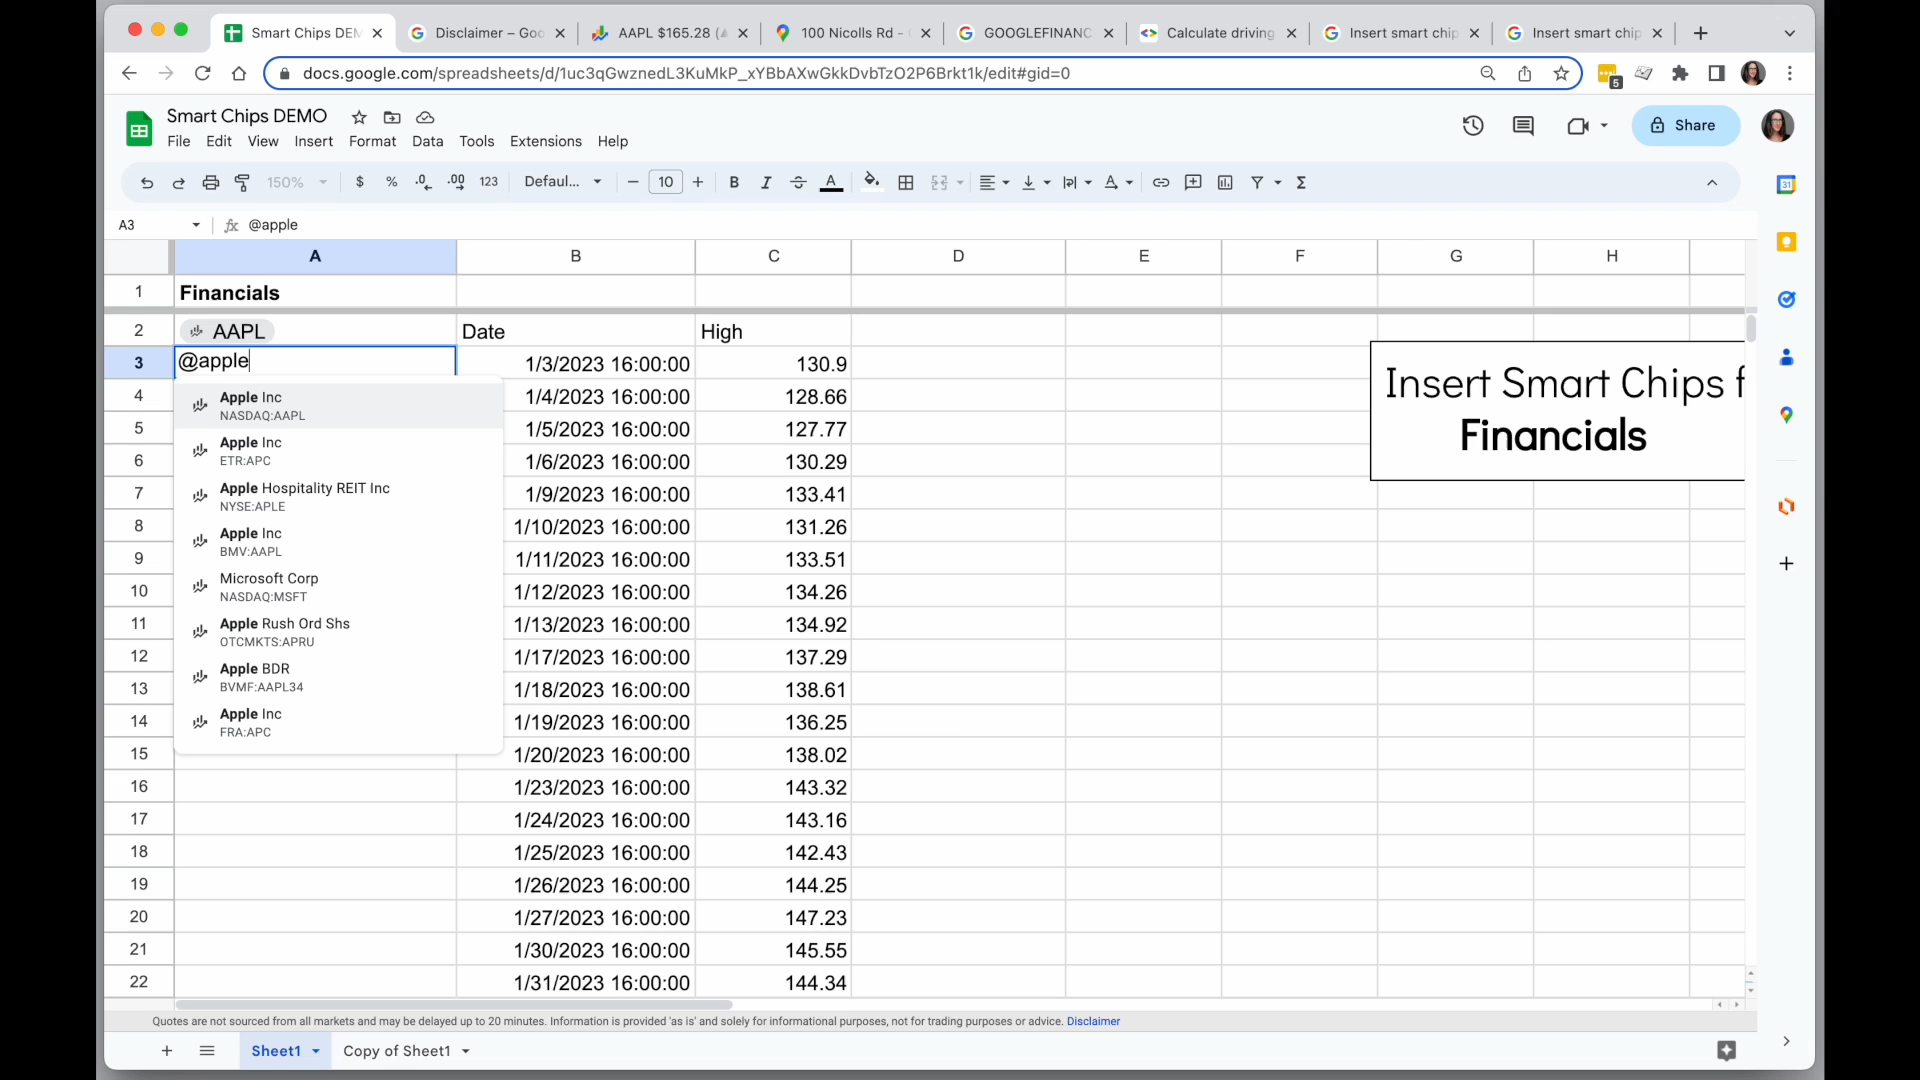 Smart Chips DEM
Disclaimer – Goo
AAPL $165.28 (
100 Nicolls Rd -
GOOGLEFINANC
Calculate driving
Insert smart chip
Insert smart chip
docs.google.com/spreadsheets/d/1uc3qGwznedL3KuMkP_xYBbAXwGkkDvbTzO2P6Brkt1k/edit#gid=0
5
Smart Chips DEMO
File Edit View Insert Format Data Tools Extensions Help
Share
150% $ % .0 .00 123 Defaul... 10 B I A Σ
31
A3 fx @apple
A B C D E F G H
1 Financials
2 AAPL Date High
3 @apple 1/3/2023 16:00:00 130.9
4 1/4/2023 16:00:00 128.66
5 1/5/2023 16:00:00 127.77
6 1/6/2023 16:00:00 130.29
7 1/9/2023 16:00:00 133.41
8 1/10/2023 16:00:00 131.26
9 1/11/2023 16:00:00 133.51
10 1/12/2023 16:00:00 134.26
11 1/13/2023 16:00:00 134.92
12 1/17/2023 16:00:00 137.29
13 1/18/2023 16:00:00 138.61
14 1/19/2023 16:00:00 136.25
15 1/20/2023 16:00:00 138.02
16 1/23/2023 16:00:00 143.32
17 1/24/2023 16:00:00 143.16
18 1/25/2023 16:00:00 142.43
19 1/26/2023 16:00:00 144.25
20 1/27/2023 16:00:00 147.23
21 1/30/2023 16:00:00 145.55
22 1/31/2023 16:00:00 144.34
Apple Inc
NASDAQ:AAPL
Apple Inc
ETR:APC
Apple Hospitality REIT Inc
NYSE:APLE
Apple Inc
BMV:AAPL
Microsoft Corp
NASDAQ:MSFT
Apple Rush Ord Shs
OTCMKTS:APRU
Apple BDR
BVMF:AAPL34
Apple Inc
FRA:APC
Insert Smart Chips f
Financials
Quotes are not sourced from all markets and may be delayed up to 20 minutes. Information is provided 'as is' and solely for informational purposes, not for trading purposes or advice. Disclaimer
Sheet1
Copy of Sheet1